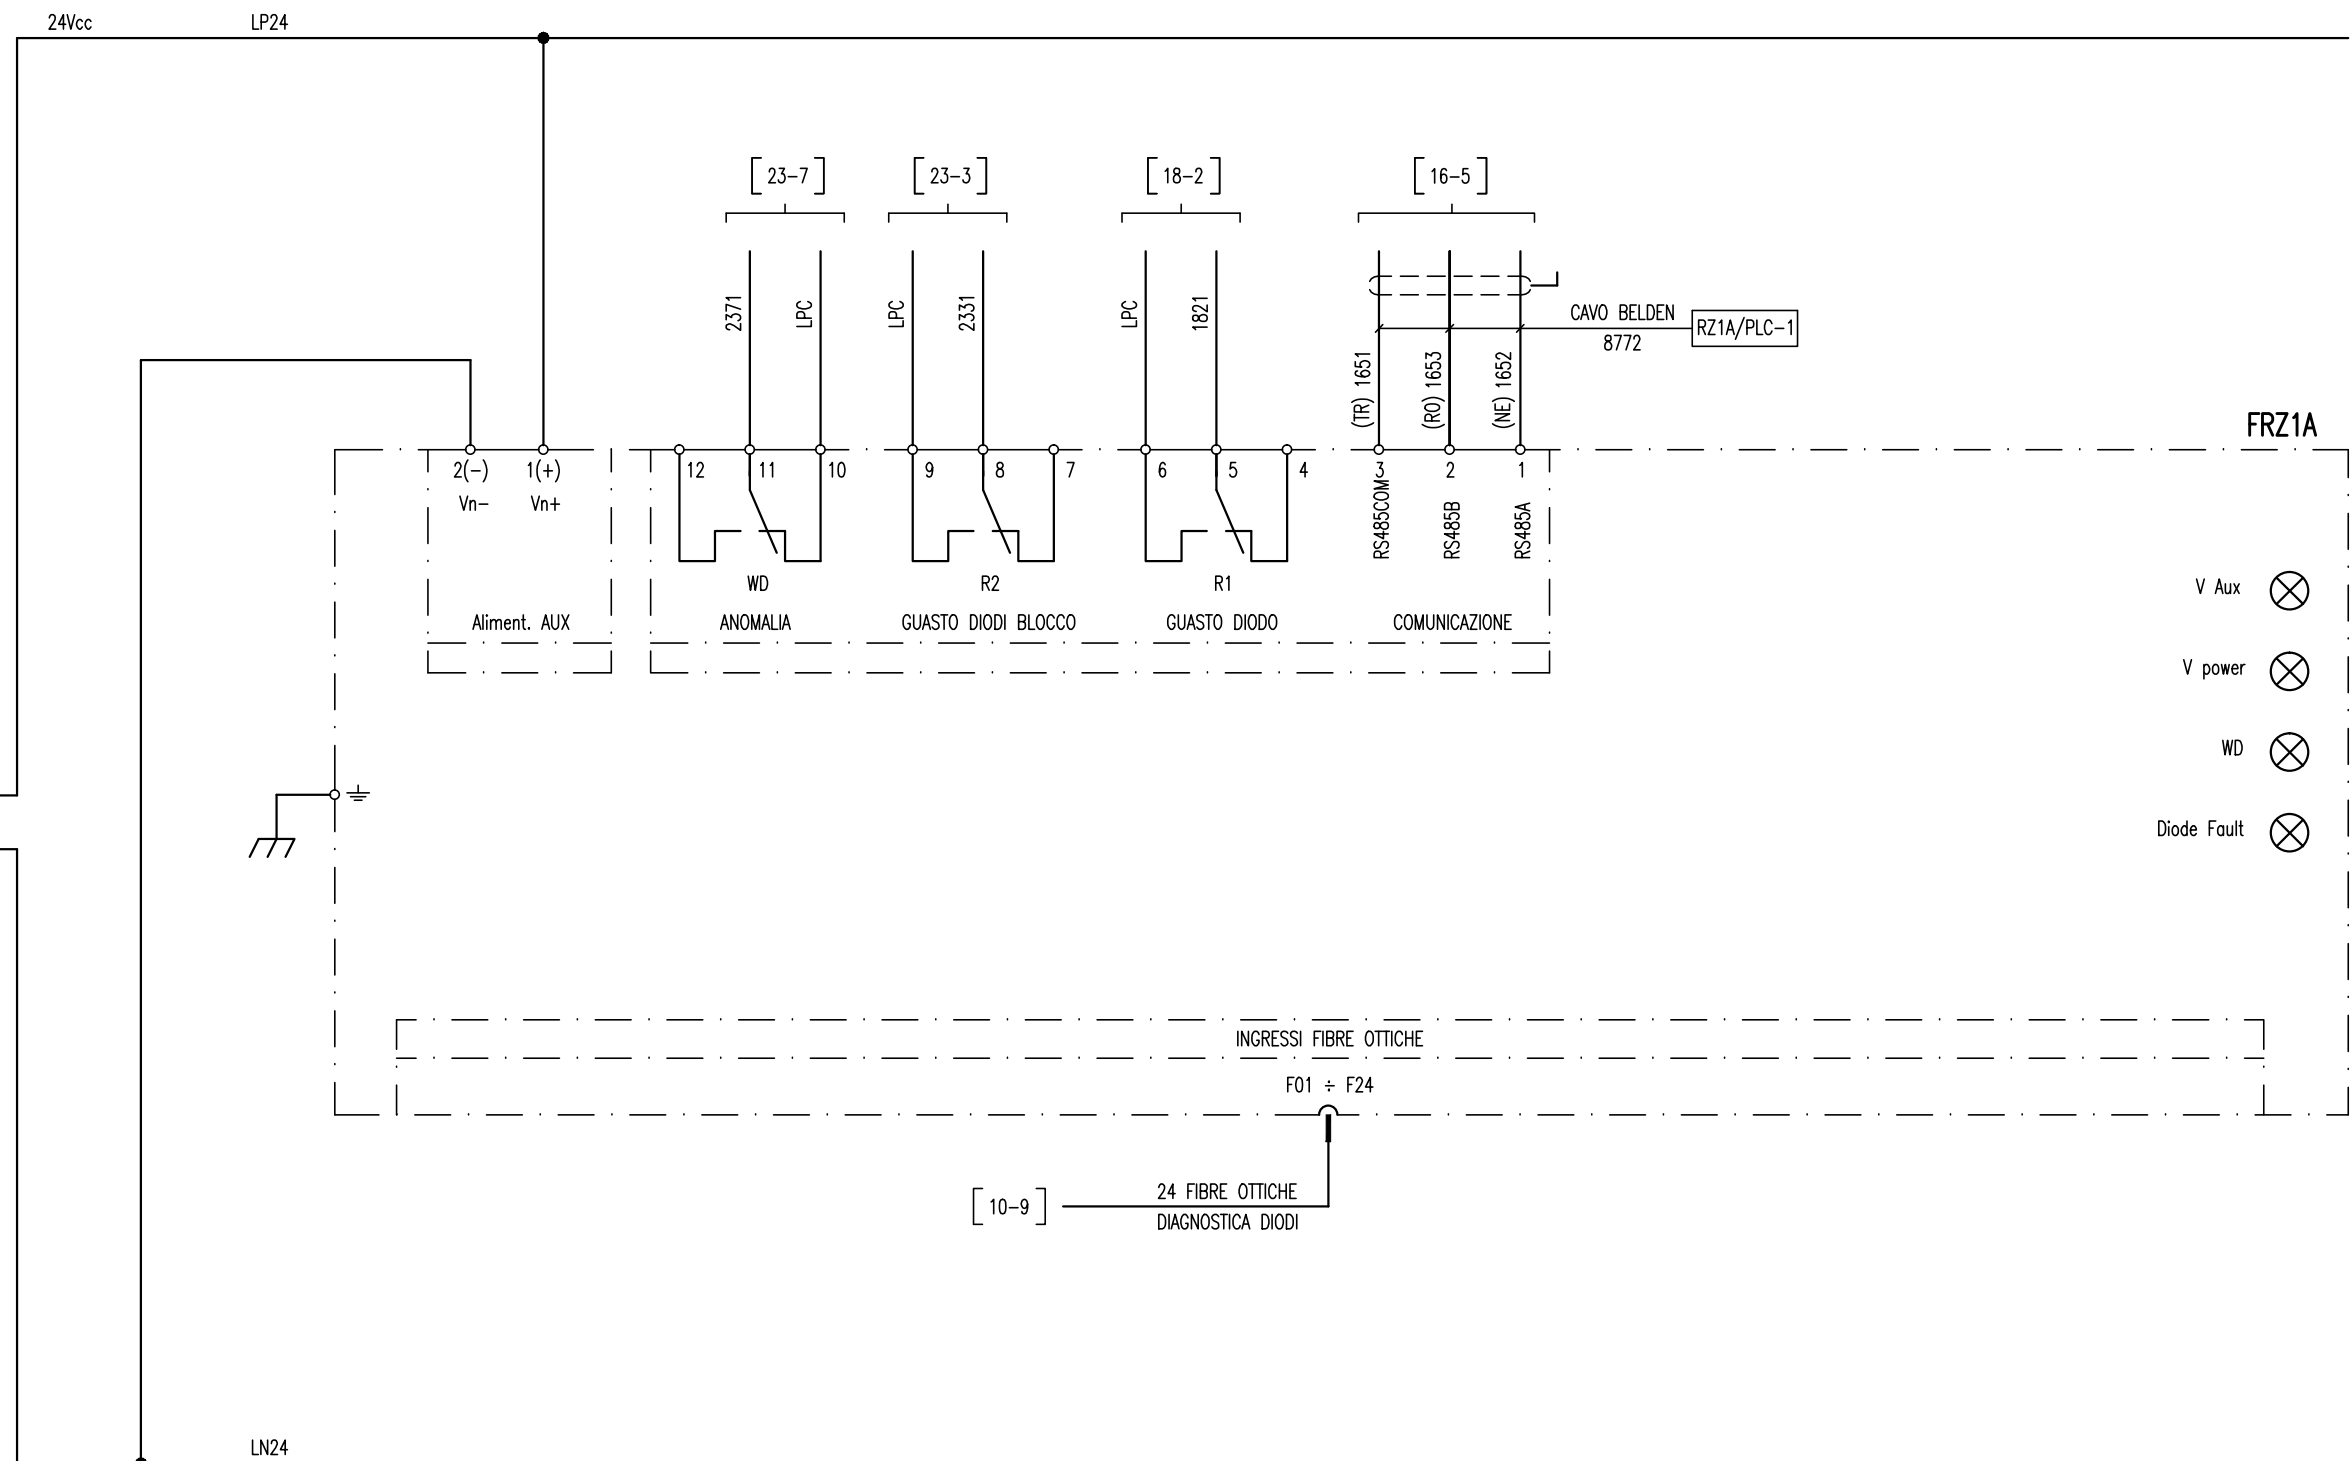 24Vcc LP24
[23-7] [23-3] [18-2] [16-5]
2371 LPC LPC 2331 LPC 1821
CAVO BELDEN
8772
RZ1A/PLC-1
(TR) 1651 (RO) 1653 (NE) 1652
FRZ1A
2(-) 1(+) 12 11 10 9 8 7 6 5 4 3 2 1
Vn- Vn+
RS485COM RS485B RS485A
WD R2 R1
Aliment. AUX ANOMALIA GUASTO DIODI BLOCCO GUASTO DIODO COMUNICAZIONE
V Aux
V power
WD
Diode Fault
INGRESSI FIBRE OTTICHE
F01 ÷ F24
[10-9]
24 FIBRE OTTICHE
DIAGNOSTICA DIODI
LN24